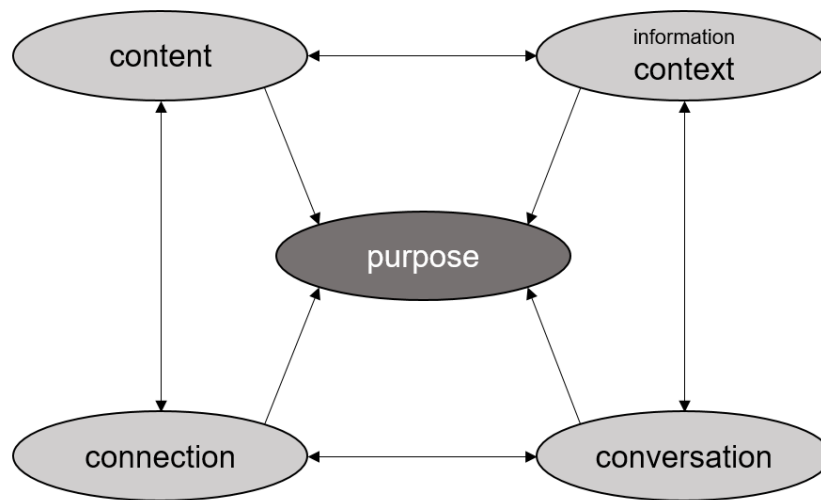 content
information
context
purpose
connection
conversation